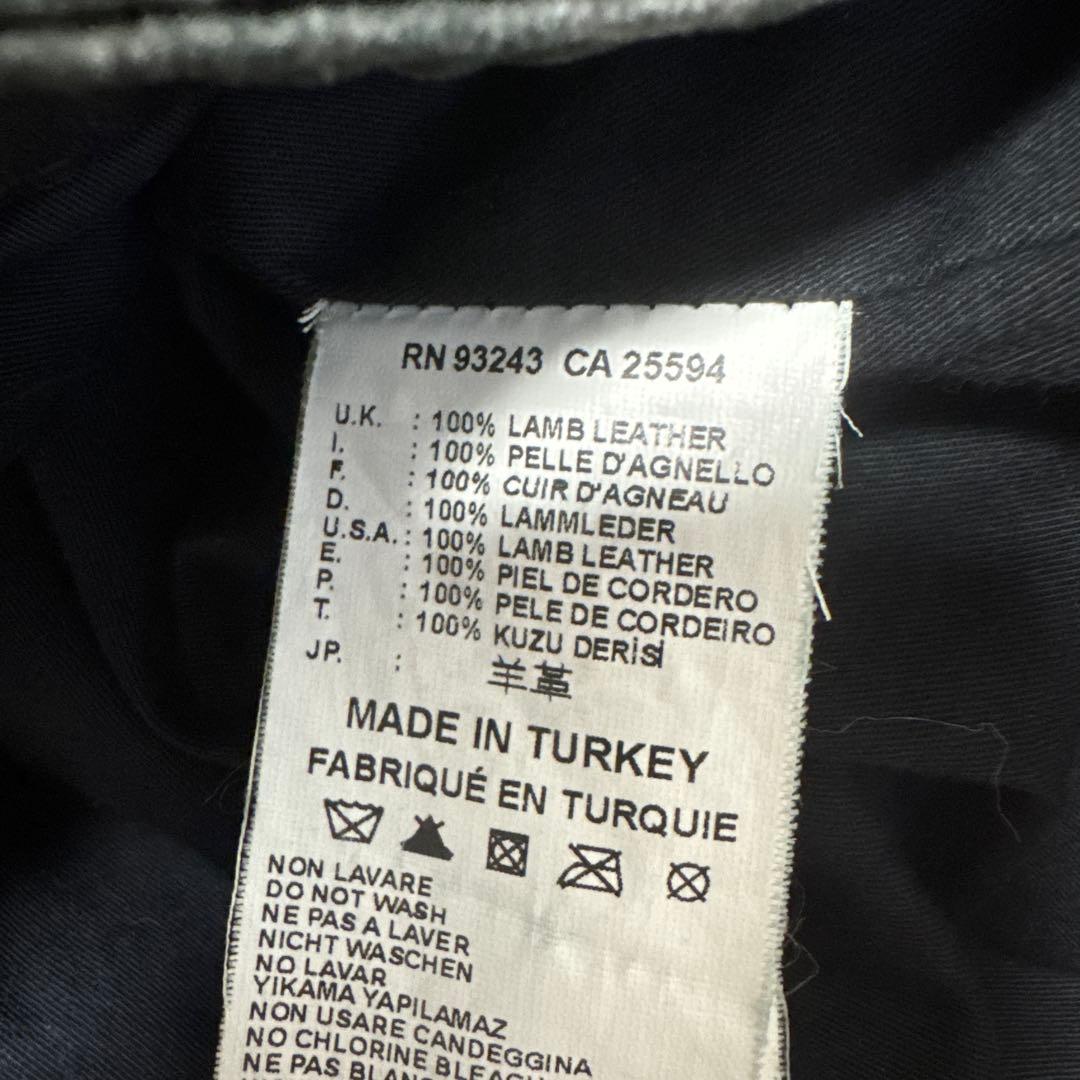 RN 93243 CA 25594
U.K. : 100% LAMB LEATHER
I. : 100% PELLE D'AGNELLO
F. : 100% CUIR D'AGNEAU
D. : 100% LAMMLEDER
U.S.A. : 100% LAMB LEATHER
E. : 100% PIEL DE CORDERO
P. : 100% PELE DE CORDEIRO
T. : 100% KUZU DERİSİ
JP. : 羊革
MADE IN TURKEY
FABRIQUÉ EN TURQUIE
NON LAVARE
DO NOT WASH
NE PAS A LAVER
NICHT WASCHEN
NO LAVAR
YIKAMA YAPILAMAZ
NON USARE CANDEGGINA
NO CHLORINE BLEACH
NE PAS